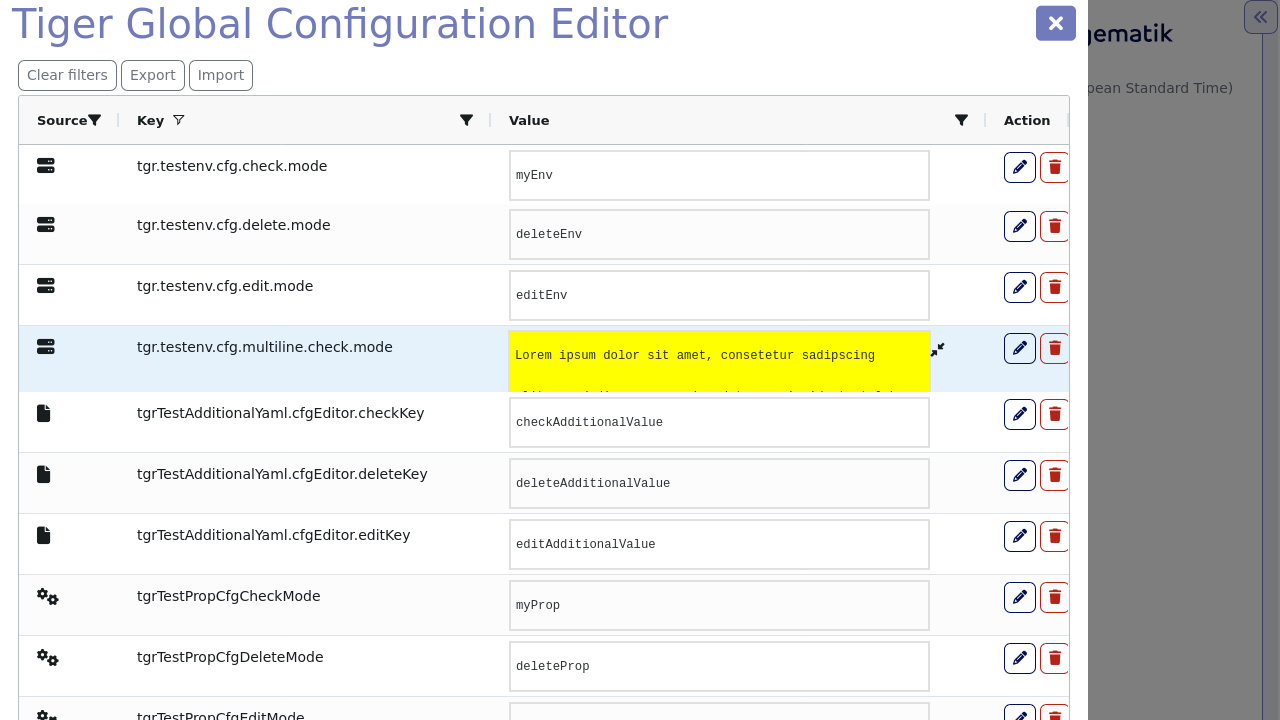 Tiger Global Configuration Editor
gematik
Clear filters Export Import
pean Standard Time)
Source Key Value Action
tgr.testenv.cfg.check.mode myEnv
tgr.testenv.cfg.delete.mode deleteEnv
tgr.testenv.cfg.edit.mode editEnv
tgr.testenv.cfg.multiline.check.mode Lorem ipsum dolor sit amet, consetetur sadipscing
tgrTestAdditionalYaml.cfgEditor.checkKey checkAdditionalValue
tgrTestAdditionalYaml.cfgEditor.deleteKey deleteAdditionalValue
tgrTestAdditionalYaml.cfgEditor.editKey editAdditionalValue
tgrTestPropCfgCheckMode myProp
tgrTestPropCfgDeleteMode deleteProp
tgrTestPropCfgEditMode